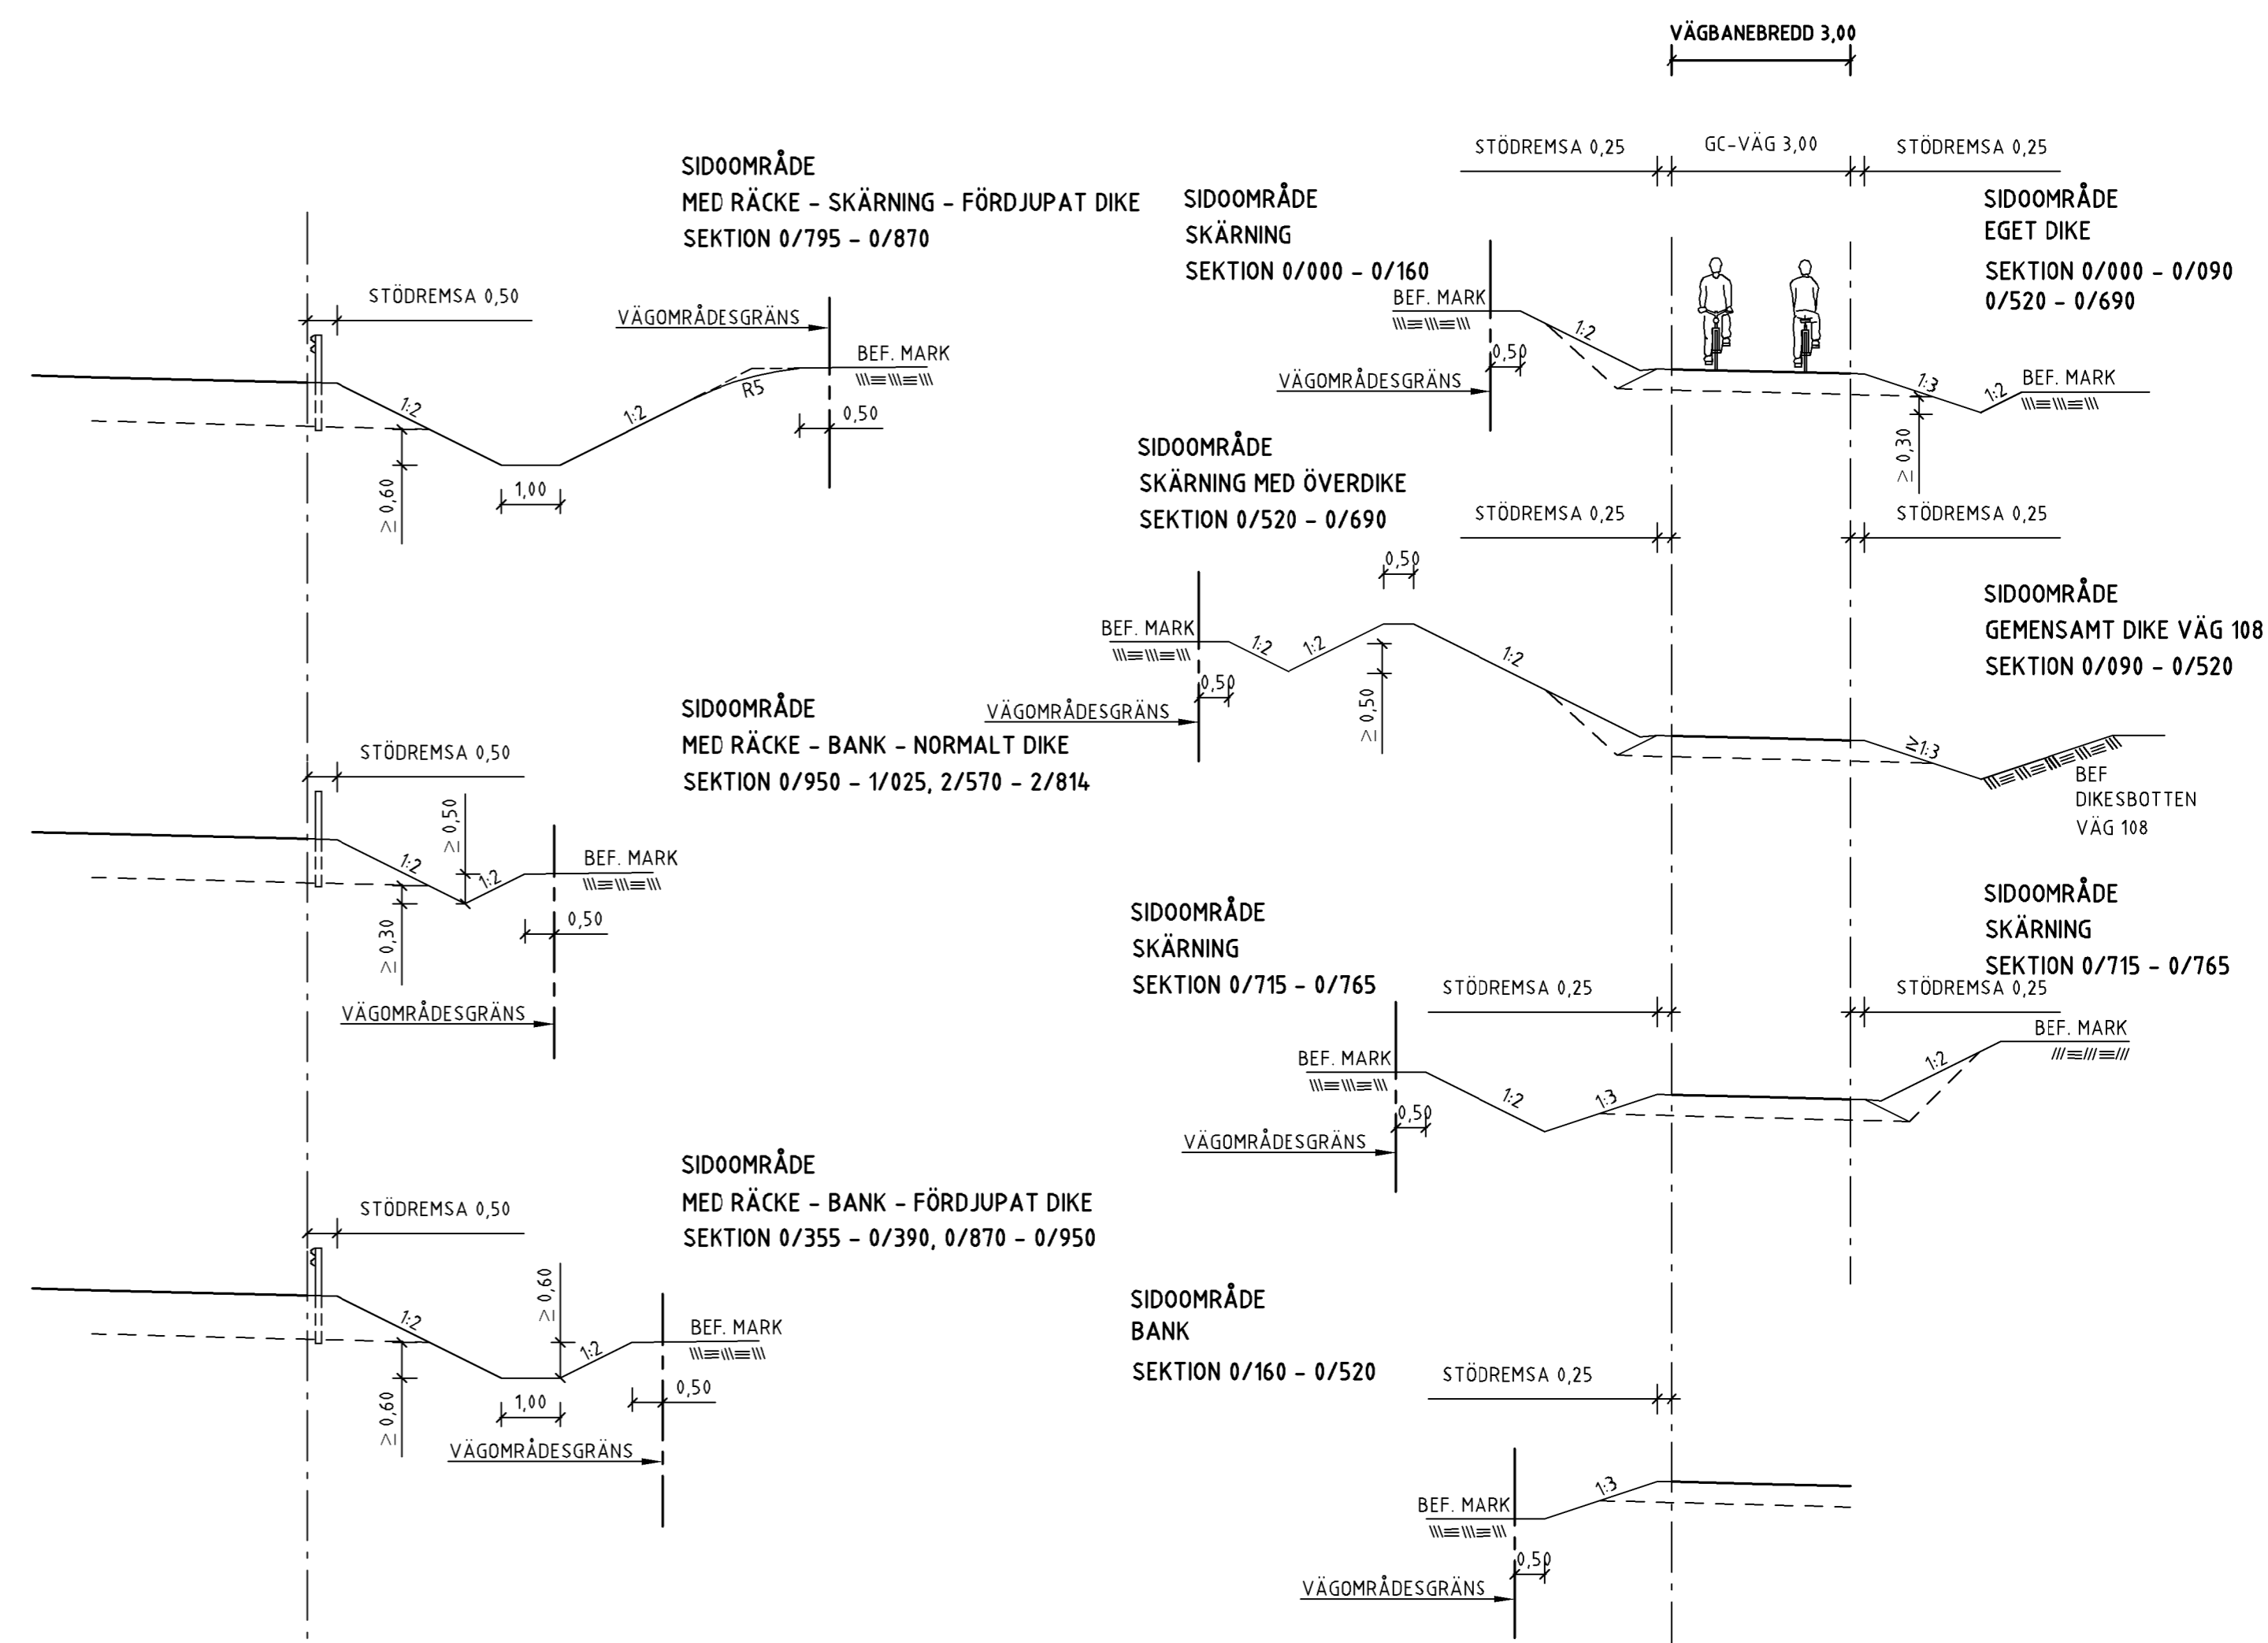 SIDOOMRÅDE
MED RÄCKE - SKÄRNING - FÖRDJUPAT DIKE
SEKTION 0/795 - 0/870
STÖDREMSA 0,50
VÄGOMRÅDESGRÄNS
BEF. MARK
1:2
1:2
R5
0,50
≥ 0,60
1,00
SIDOOMRÅDE
MED RÄCKE - BANK - NORMALT DIKE
SEKTION 0/950 - 1/025, 2/570 - 2/814
STÖDREMSA 0,50
≥ 0,50
1:2
1:2
BEF. MARK
0,50
≥ 0,30
VÄGOMRÅDESGRÄNS
SIDOOMRÅDE
MED RÄCKE - BANK - FÖRDJUPAT DIKE
SEKTION 0/355 - 0/390, 0/870 - 0/950
STÖDREMSA 0,50
≥ 0,60
1:2
1:2
BEF. MARK
0,50
≥ 0,60
1,00
VÄGOMRÅDESGRÄNS
VÄGBANEBREDD 3,00
STÖDREMSA 0,25
GC-VÄG 3,00
STÖDREMSA 0,25
SIDOOMRÅDE
SKÄRNING
SEKTION 0/000 - 0/160
BEF. MARK
1:2
0,50
VÄGOMRÅDESGRÄNS
SIDOOMRÅDE
EGET DIKE
SEKTION 0/000 - 0/090
0/520 - 0/690
1:3
1:2
BEF. MARK
≥ 0,30
SIDOOMRÅDE
SKÄRNING MED ÖVERDIKE
SEKTION 0/520 - 0/690
STÖDREMSA 0,25
STÖDREMSA 0,25
0,50
BEF. MARK
1:2
1:2
1:2
0,50
≥ 0,50
VÄGOMRÅDESGRÄNS
SIDOOMRÅDE
GEMENSAMT DIKE VÄG 108
SEKTION 0/090 - 0/520
≥1:3
BEF
DIKESBOTTEN
VÄG 108
SIDOOMRÅDE
SKÄRNING
SEKTION 0/715 - 0/765
STÖDREMSA 0,25
BEF. MARK
1:2
1:3
0,50
VÄGOMRÅDESGRÄNS
SIDOOMRÅDE
SKÄRNING
SEKTION 0/715 - 0/765
STÖDREMSA 0,25
BEF. MARK
1:2
SIDOOMRÅDE
BANK
SEKTION 0/160 - 0/520
STÖDREMSA 0,25
1:3
BEF. MARK
0,50
VÄGOMRÅDESGRÄNS